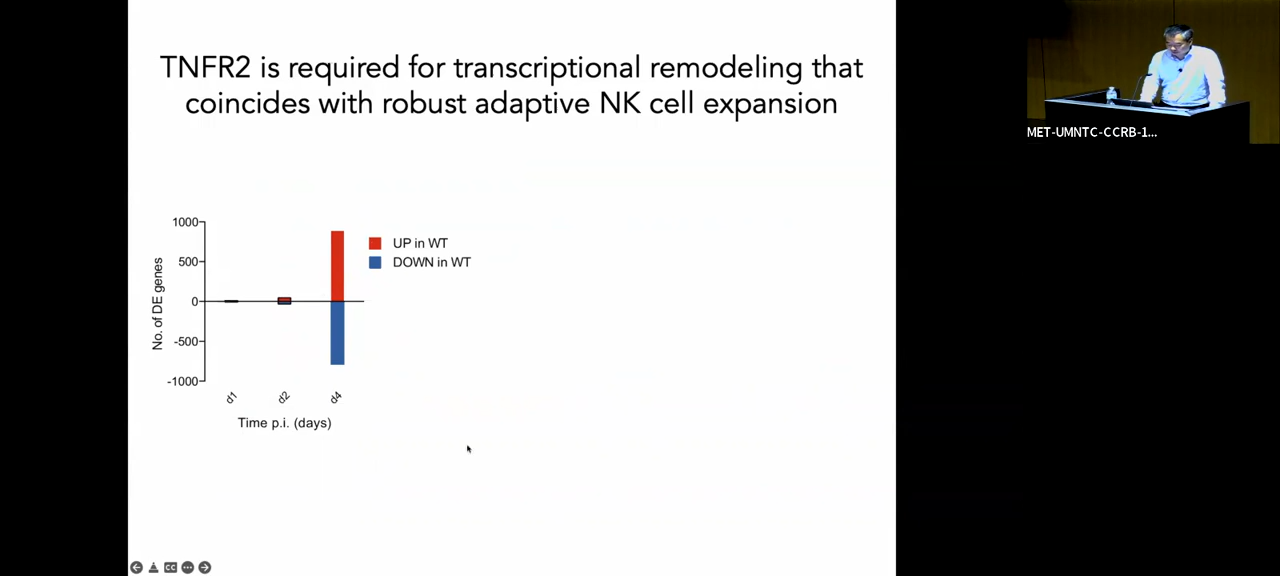 TNFR2 is required for transcriptional remodeling that
coincides with robust adaptive NK cell expansion
MET-UMNTC-CCRB-1...
1000
500
0
-500
-1000
No. of DE genes
UP in WT
DOWN in WT
d1
d2
d4
Time p.i. (days)
CC